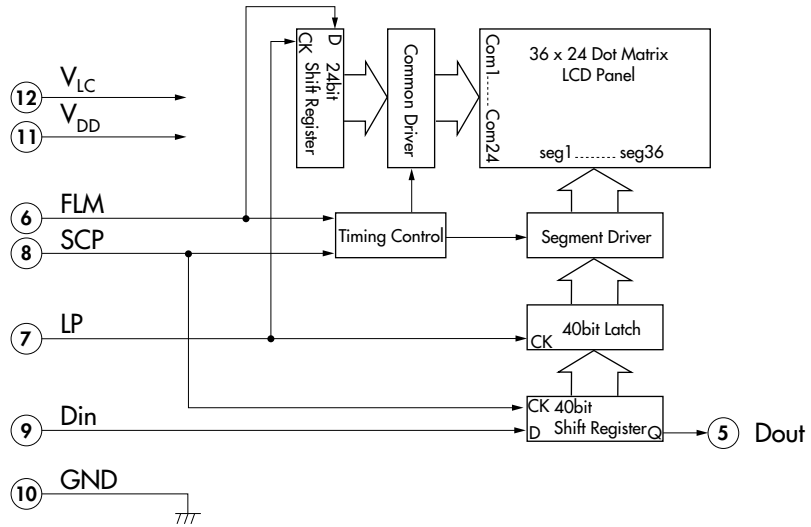 D
CK
24bit
Shift Register
Common Driver
Com1........Com24
36 x 24 Dot Matrix
LCD Panel
seg1........ seg36
12 VLC
11 VDD
6 FLM
8 SCP
Timing Control
Segment Driver
7 LP
CK 40bit Latch
9 Din
CK 40bit
D Shift Register Q
5 Dout
10 GND